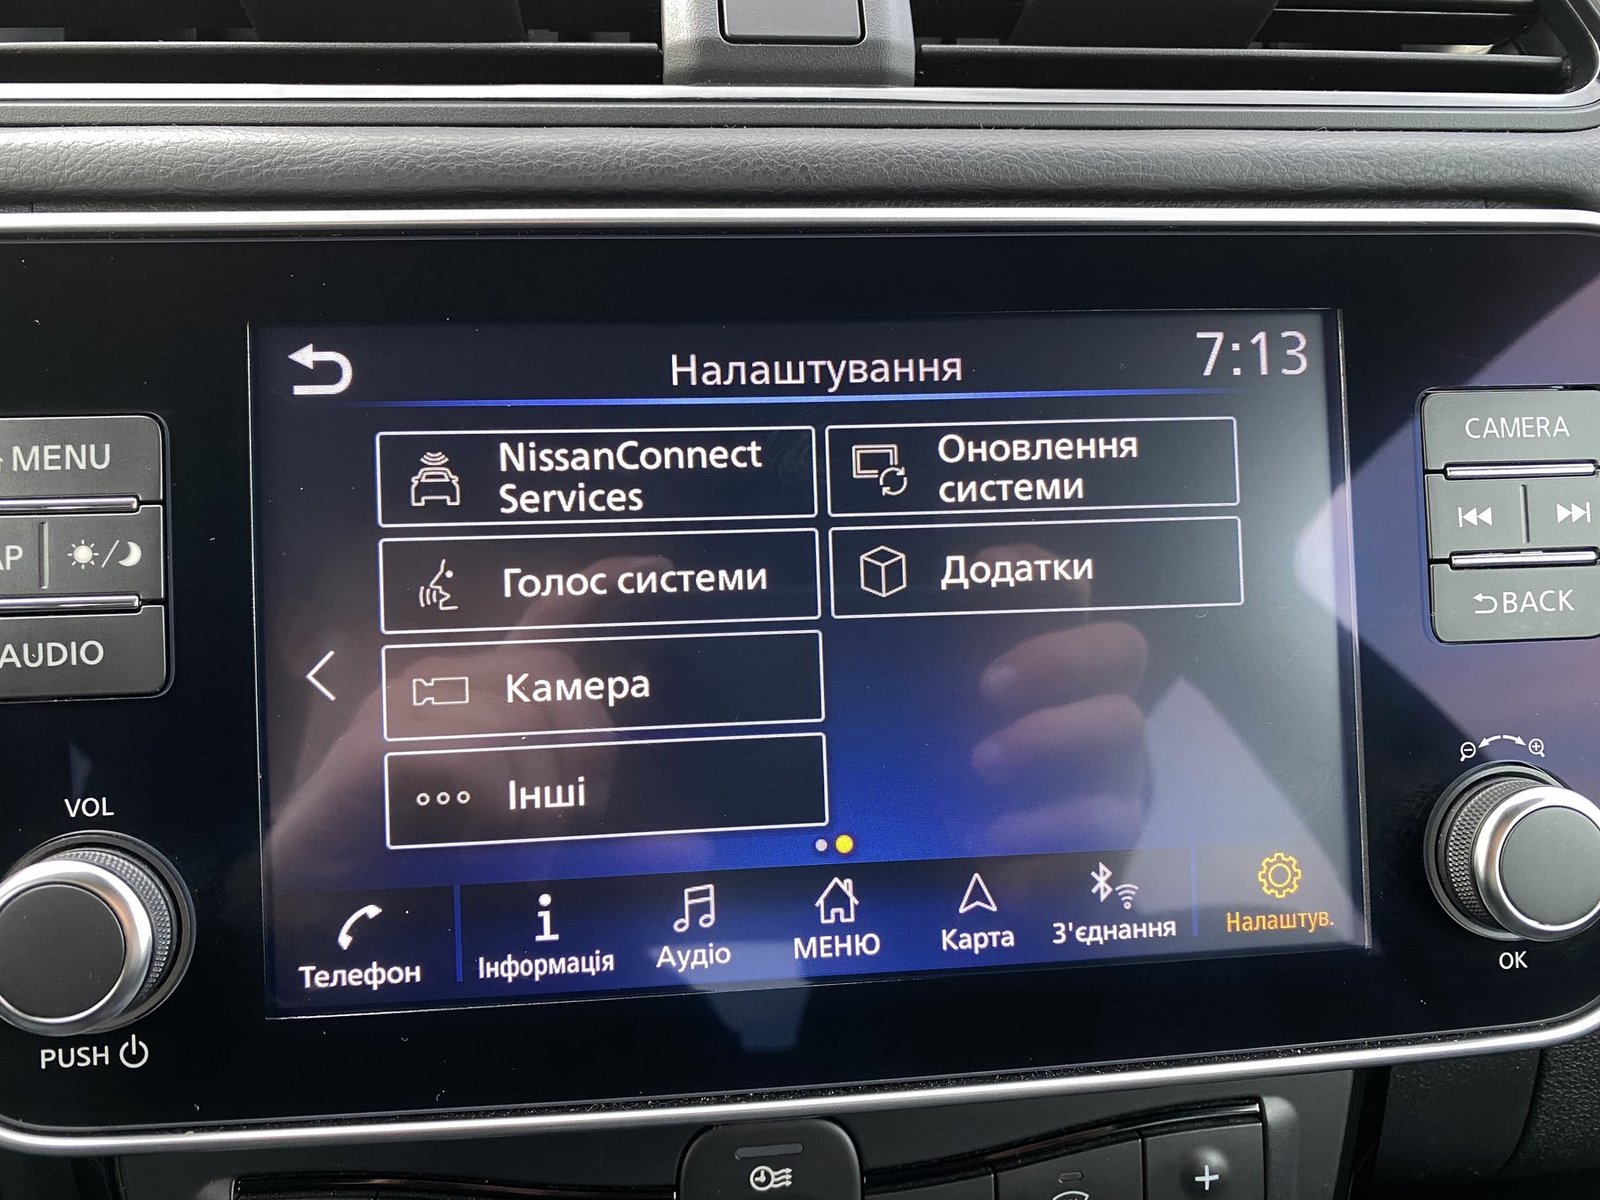 Налаштування
7:13
MENU
CAMERA
NissanConnect
Services
Оновлення
системи
AP
Голос системи
Додатки
BACK
AUDIO
Камера
VOL
Інші
Телефон
Інформація
Аудіо
МЕНЮ
Карта
З'єднання
Налаштув.
OK
PUSH